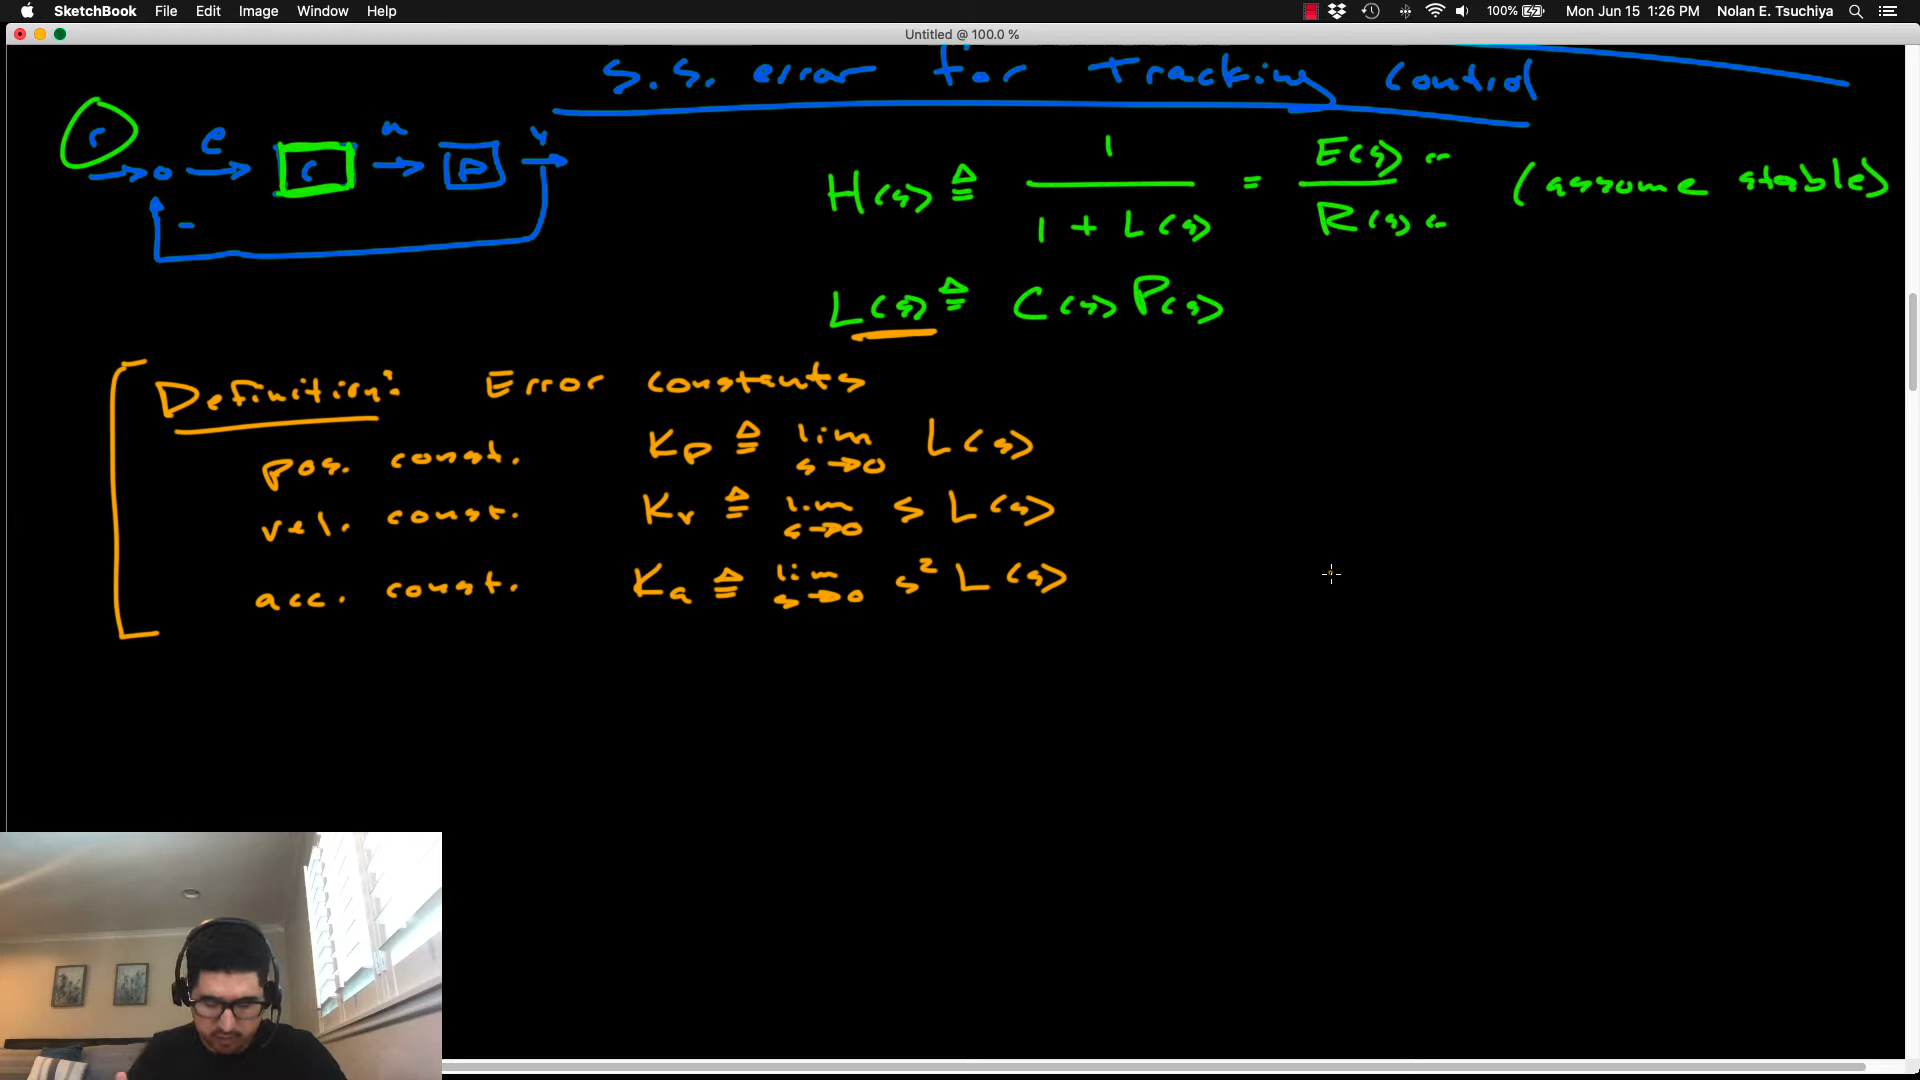 SketchBook File Edit Image Window Help 100% Mon Jun 15 1:26 PM Nolan E. Tsuchiya
Untitled @ 100.0 %
s.s. error for Tracking Control
r e C u P y
-
H(s) ≜ 1 / (1 + L(s)) = E(s) / R(s) (assume stable)
L(s) ≜ C(s) P(s)
Definition: Error constants
pos. const. Kp ≜ lim s→0 L(s)
vel. const. Kv ≜ lim s→0 s L(s)
acc. const. Ka ≜ lim s→0 s² L(s)